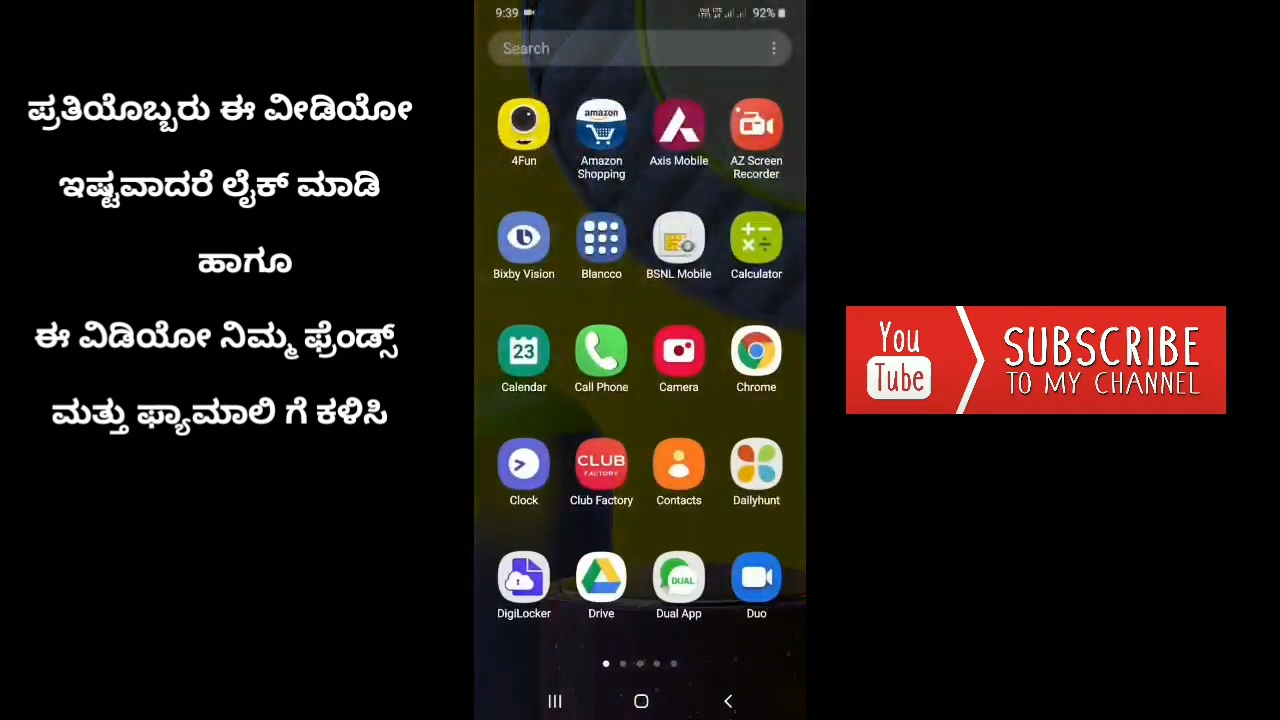 ಪ್ರತಿಯೊಬ್ಬರು ಈ ವೀಡಿಯೋ
ಇಷ್ಟವಾದರೆ ಲೈಕ್ ಮಾಡಿ
ಹಾಗೂ
ಈ ವಿಡಿಯೋ ನಿಮ್ಮ ಫ್ರೆಂಡ್ಸ್
ಮತ್ತು ಫ್ಯಾಮಾಲಿ ಗೆ ಕಳಿಸಿ
9:39
92%
Search
amazon
4Fun
Amazon
Shopping
Axis Mobile
AZ Screen
Recorder
Bixby Vision
Blancco
BSNL Mobile
Calculator
23
Calendar
Call Phone
Camera
Chrome
CLUB
FACTORY
Clock
Club Factory
Contacts
Dailyhunt
DUAL
DigiLocker
Drive
Dual App
Duo
You
Tube
SUBSCRIBE
TO MY CHANNEL